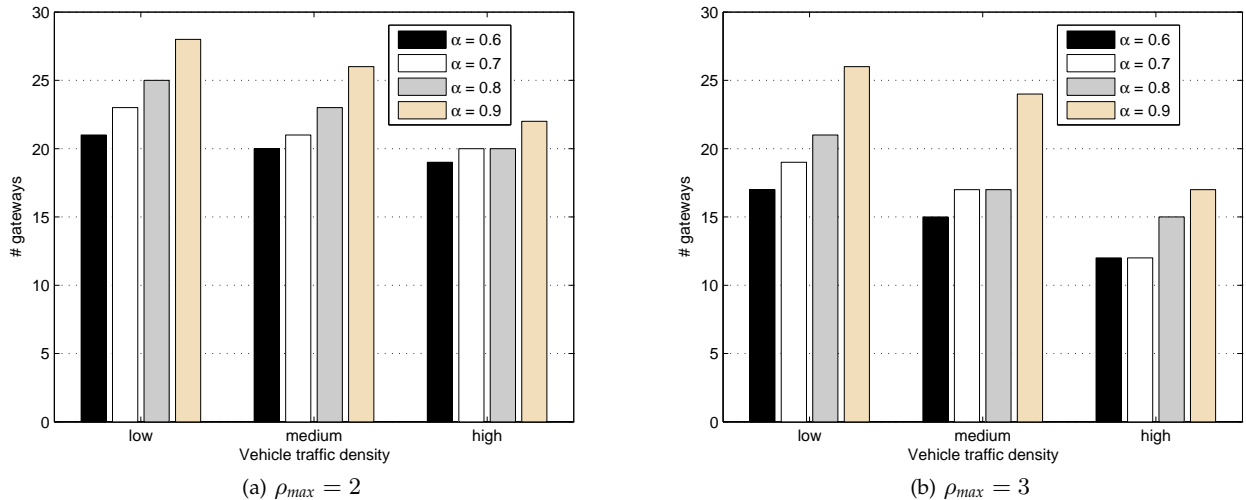 30
25
20
15
10
5
0
# gateways
α = 0.6
α = 0.7
α = 0.8
α = 0.9
low medium high
Vehicle traffic density
(a) ρmax = 2
30
25
20
15
10
5
0
# gateways
α = 0.6
α = 0.7
α = 0.8
α = 0.9
low medium high
Vehicle traffic density
(b) ρmax = 3